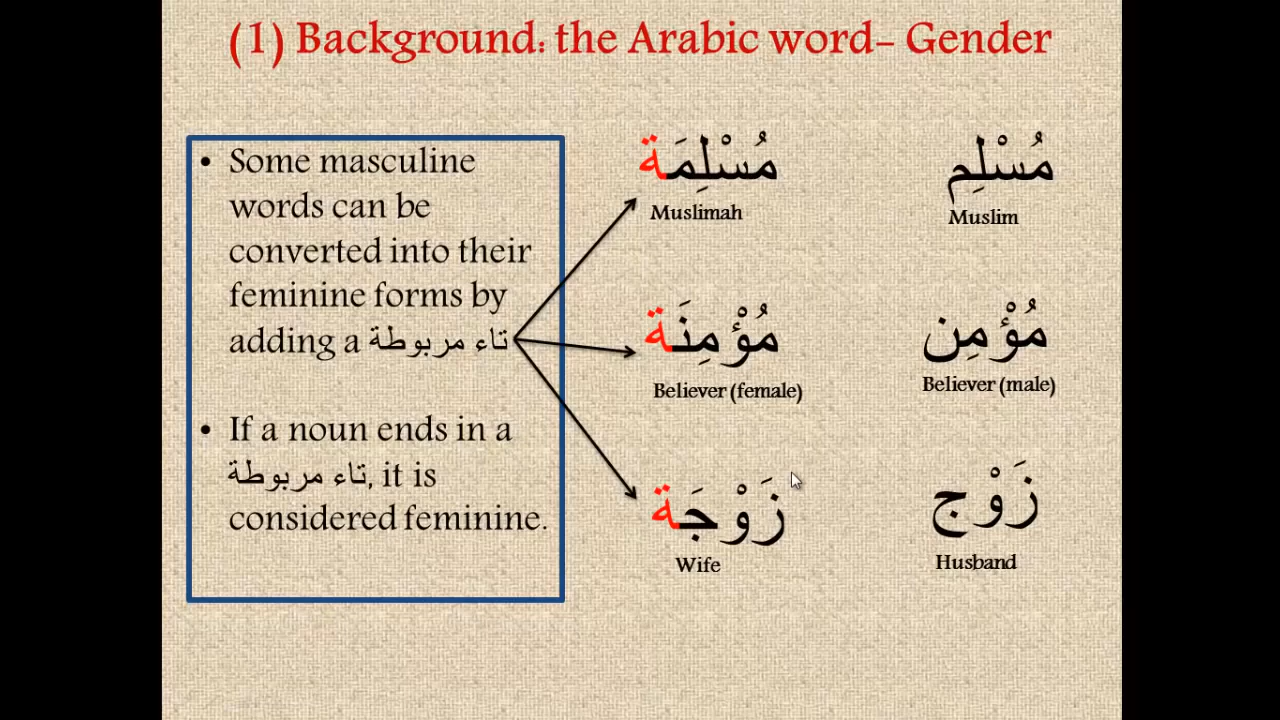 (1) Background: the Arabic word- Gender
• Some masculine
words can be
converted into their
feminine forms by
adding a تاء مربوطة
• If a noun ends in a
تاء مربوطة, it is
considered feminine.
مُسْلِمَة
Muslimah
مُسْلِم
Muslim
مُؤْمِنَة
Believer (female)
مُؤْمِن
Believer (male)
زَوْجَة
Wife
زَوْج
Husband